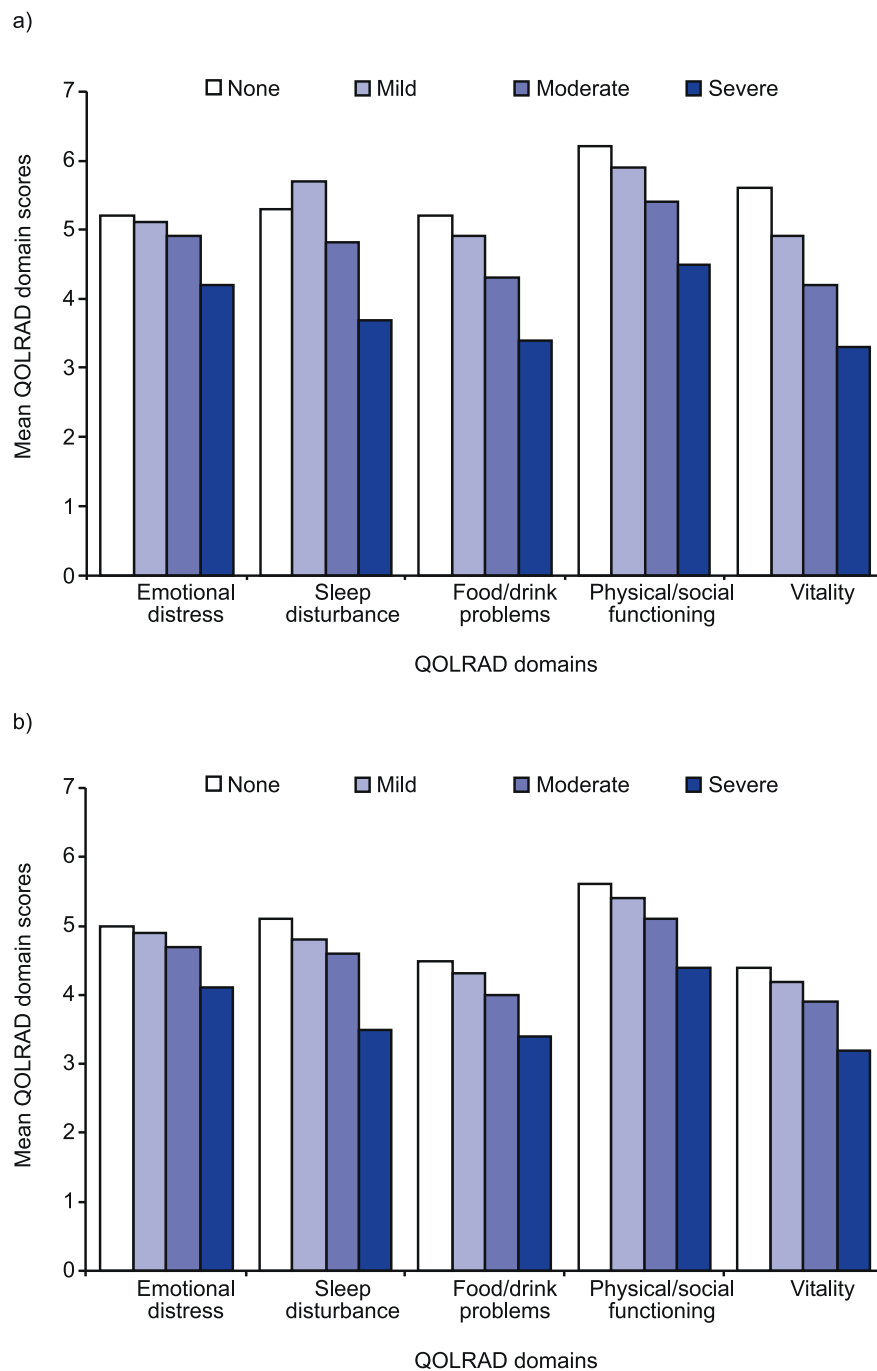 a)
None Mild Moderate Severe
7
6
5
4
3
2
1
0
Mean QOLRAD domain scores
Emotional distress
Sleep disturbance
Food/drink problems
Physical/social functioning
Vitality
QOLRAD domains
b)
None Mild Moderate Severe
7
6
5
4
3
2
1
0
Mean QOLRAD domain scores
Emotional distress
Sleep disturbance
Food/drink problems
Physical/social functioning
Vitality
QOLRAD domains